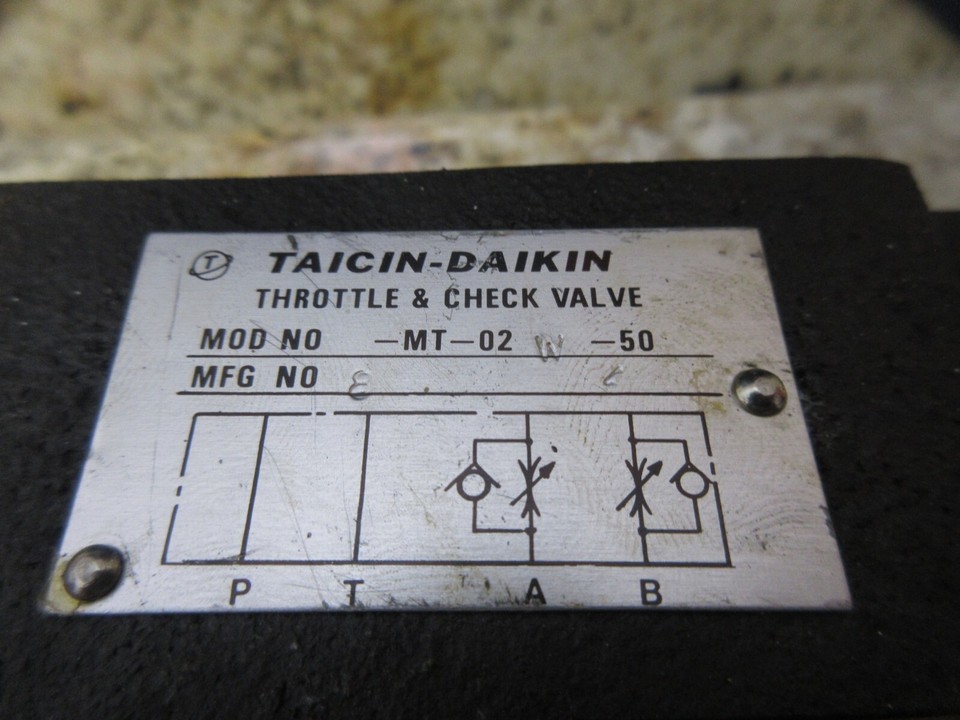 T TAICIN-DAIKIN
THROTTLE & CHECK VALVE
MOD NO -MT-02 W -50
MFG NO
P T A B